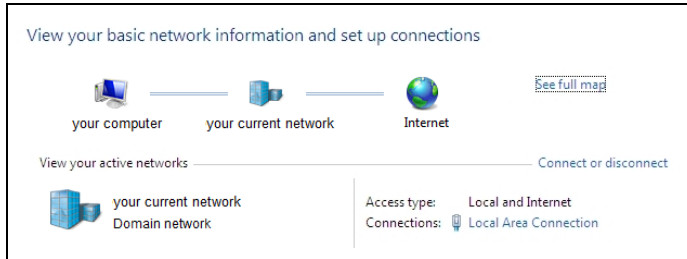 View your basic network information and set up connections
See full map
your computer your current network Internet
View your active networks Connect or disconnect
your current network Access type: Local and Internet
Domain network Connections: Local Area Connection